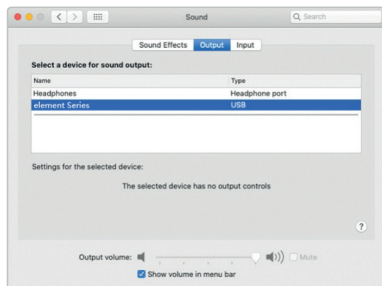 Sound
Search
Sound Effects Output Input
Select a device for sound output:
Name Type
Headphones Headphone port
element Series USB
Settings for the selected device:
The selected device has no output controls
?
Output volume: Mute
Show volume in menu bar